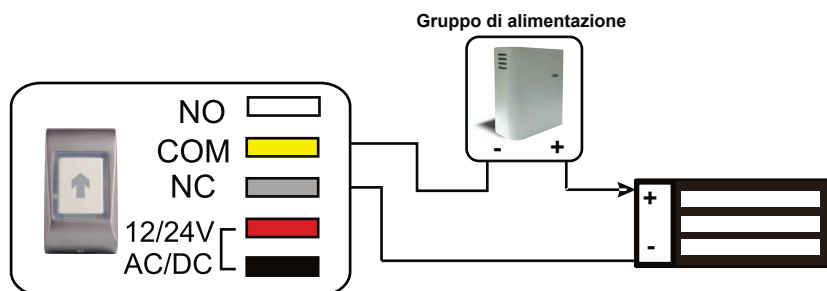 Gruppo di alimentazione
- +
NO
COM
NC
12/24V
AC/DC
+
-